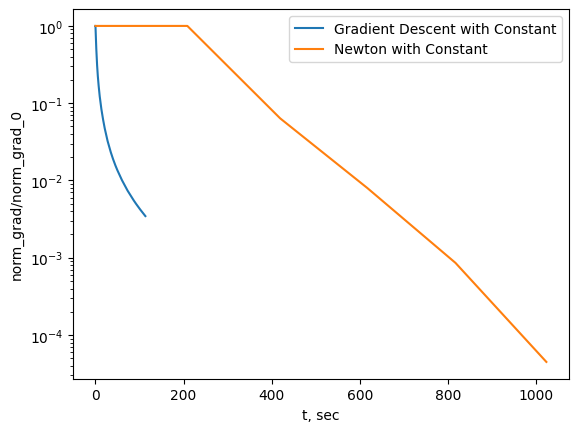 Gradient Descent with Constant
Newton with Constant
10⁰
10⁻¹
10⁻²
10⁻³
10⁻⁴
norm_grad/norm_grad_0
0 200 400 600 800 1000
t, sec